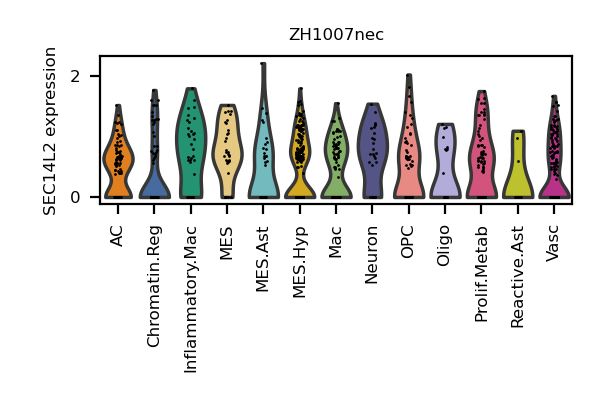 ZH1007nec
SEC14L2 expression
2
0
AC
Chromatin.Reg
Inflammatory.Mac
MES
MES.Ast
MES.Hyp
Mac
Neuron
OPC
Oligo
Prolif.Metab
Reactive.Ast
Vasc